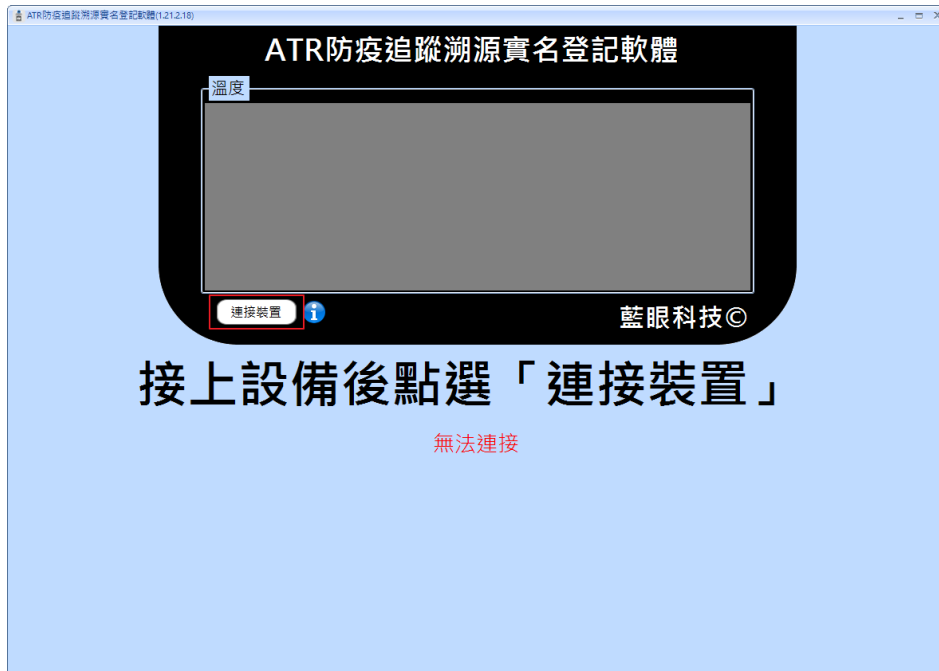 ATR防疫追蹤溯源實名登記軟體(1.21.2.18)
ATR防疫追蹤溯源實名登記軟體
溫度
連接裝置
藍眼科技©
接上設備後點選「連接裝置」
無法連接